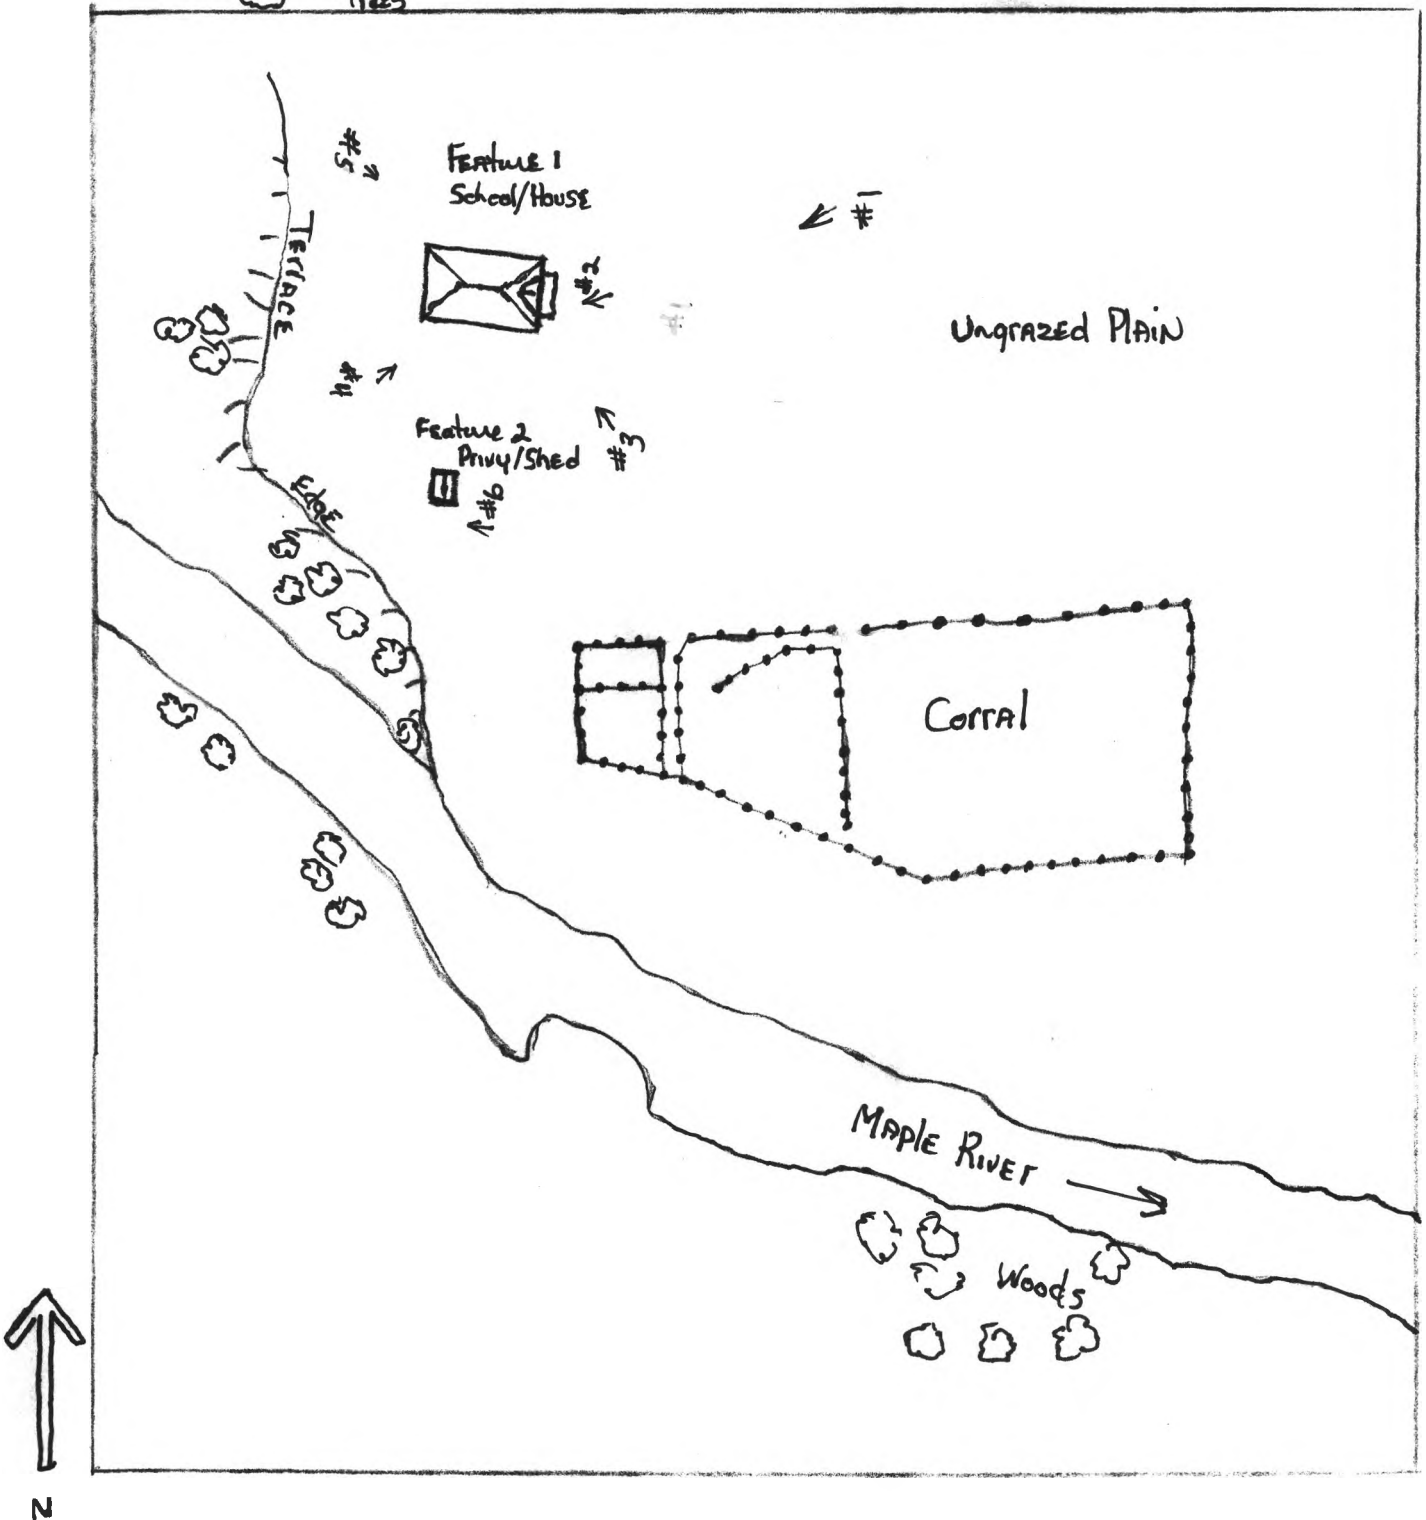 Trees
#5
Feature 1
School/House
#1
Terrace
#2
Ungrazed Plain
#4
Feature 2
Privy/Shed
#3
#6
Edge
Corral
Maple River
Woods
N